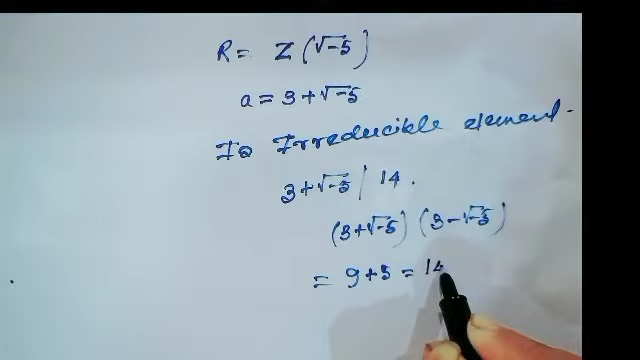 R = Z(√-5)
a = 3+√-5
Is Irreducible element.
3+√-5 / 14.
(3+√-5) (3-√-5)
= 9+5 = 14